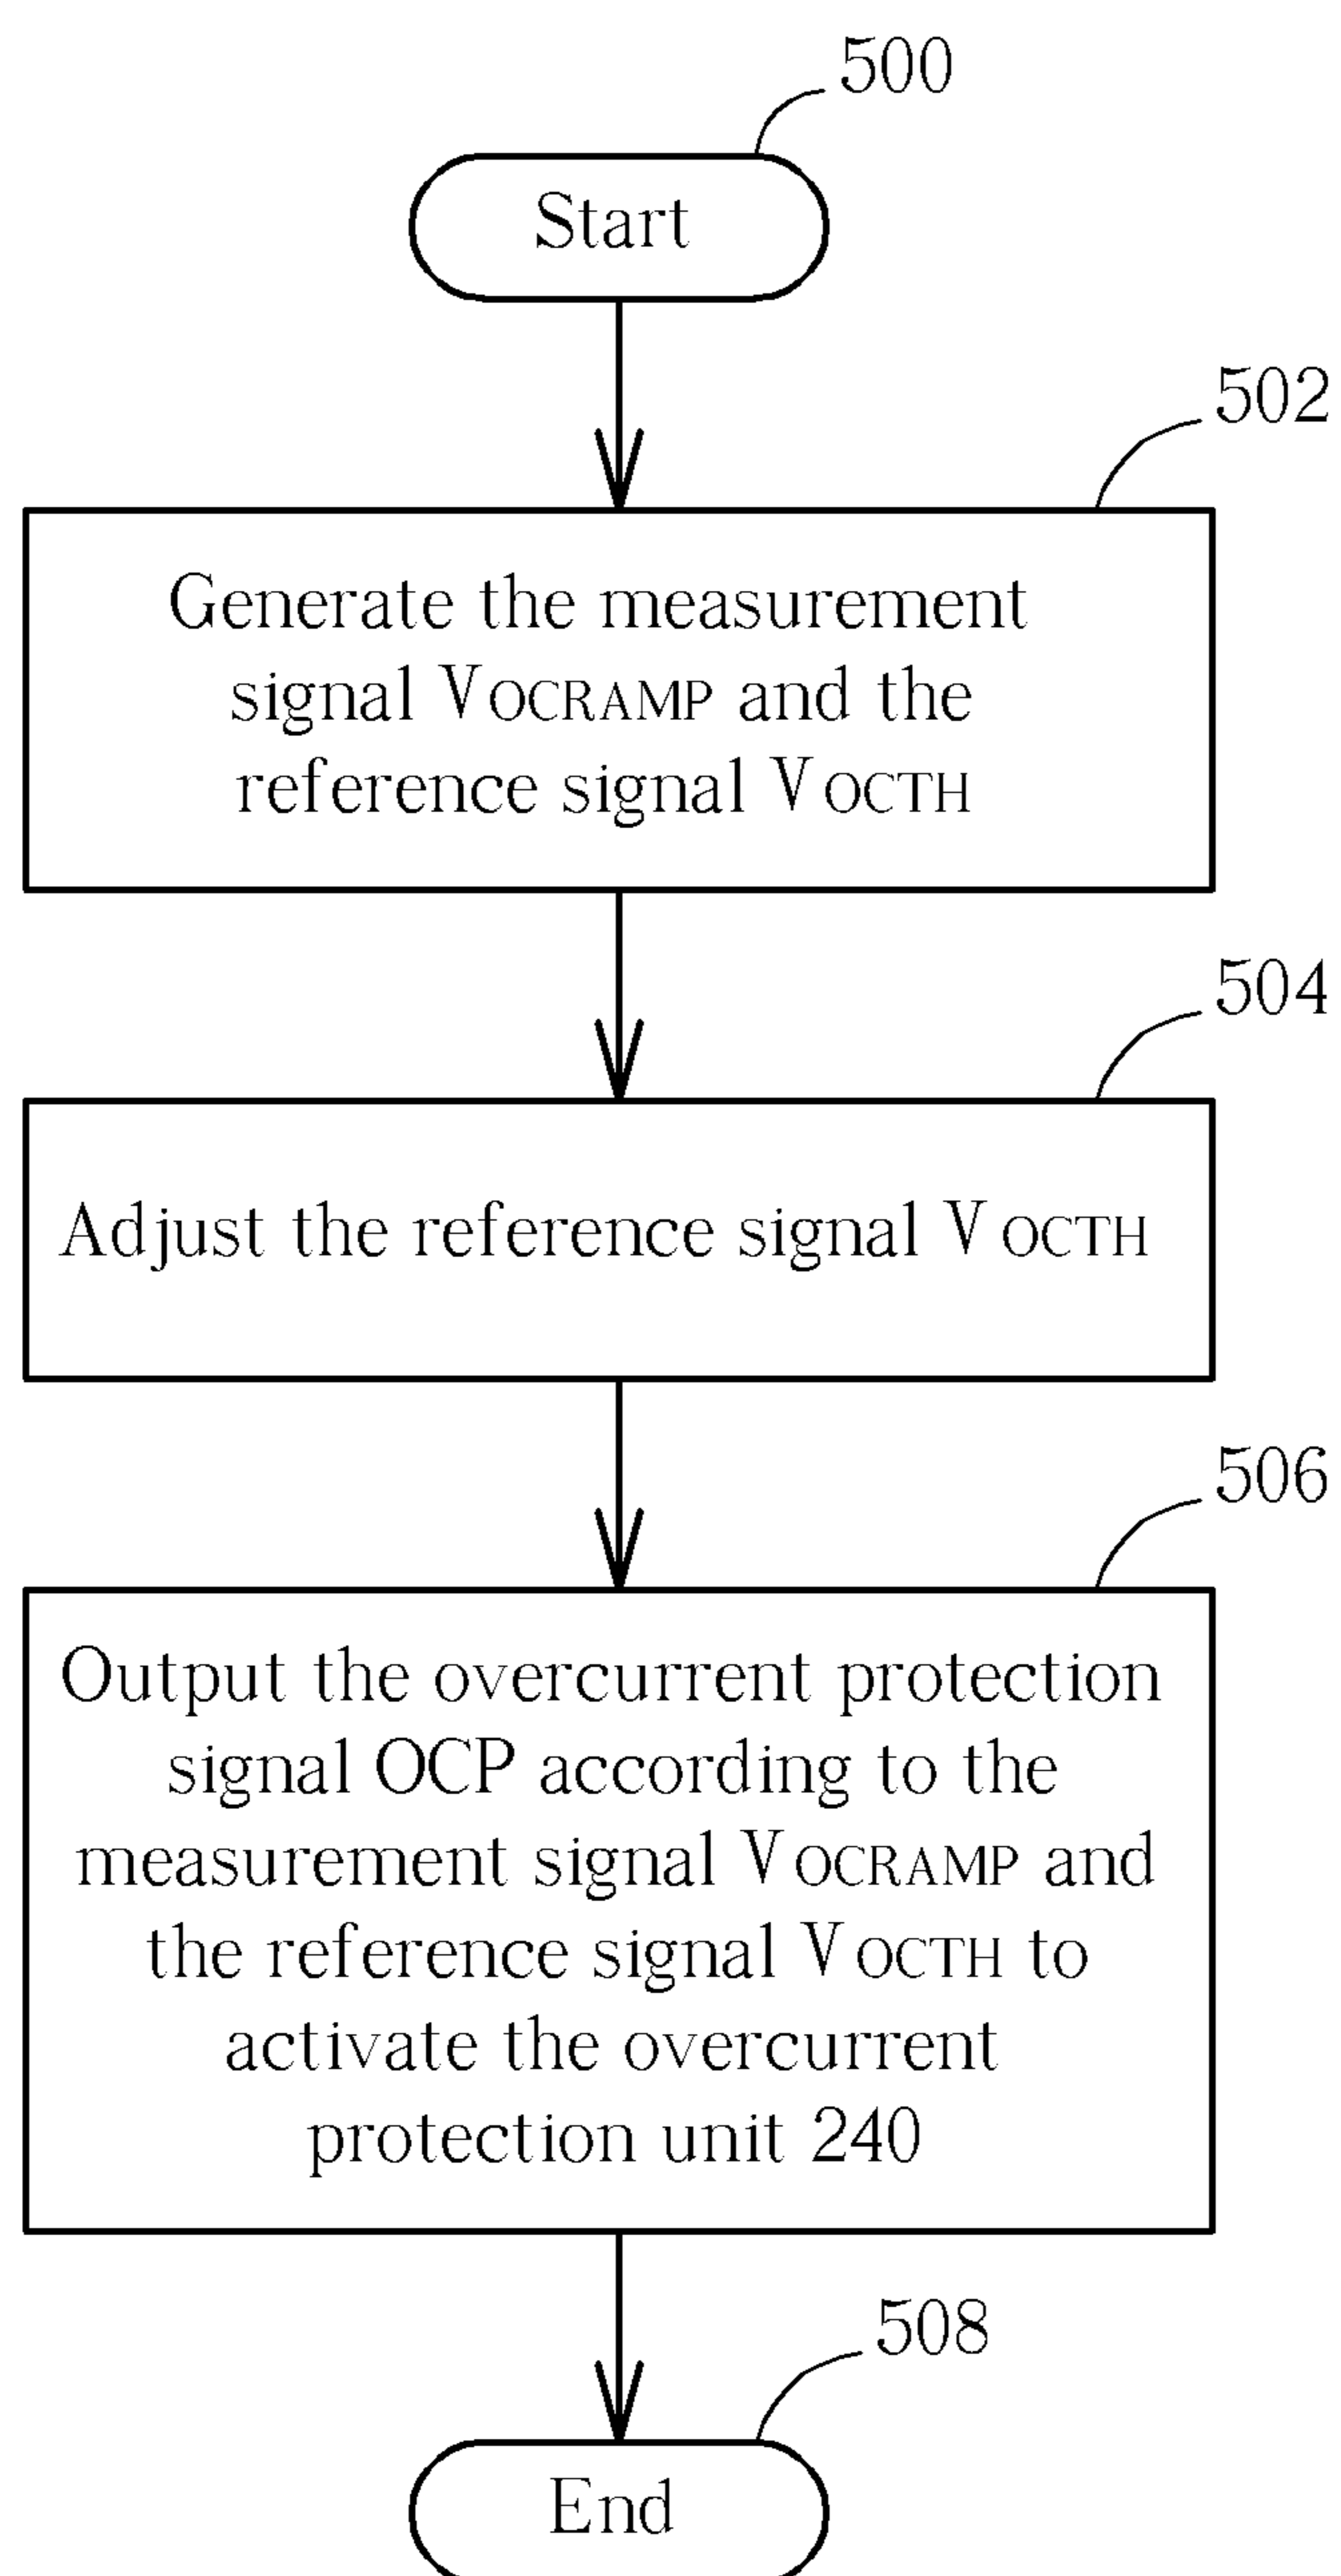 500
Start
502
Generate the measurement
signal VOCRAMP and the
reference signal VOCTH
504
Adjust the reference signal VOCTH
506
Output the overcurrent protection
signal OCP according to the
measurement signal VOCRAMP and
the reference signal VOCTH to
activate the overcurrent
protection unit 240
508
End